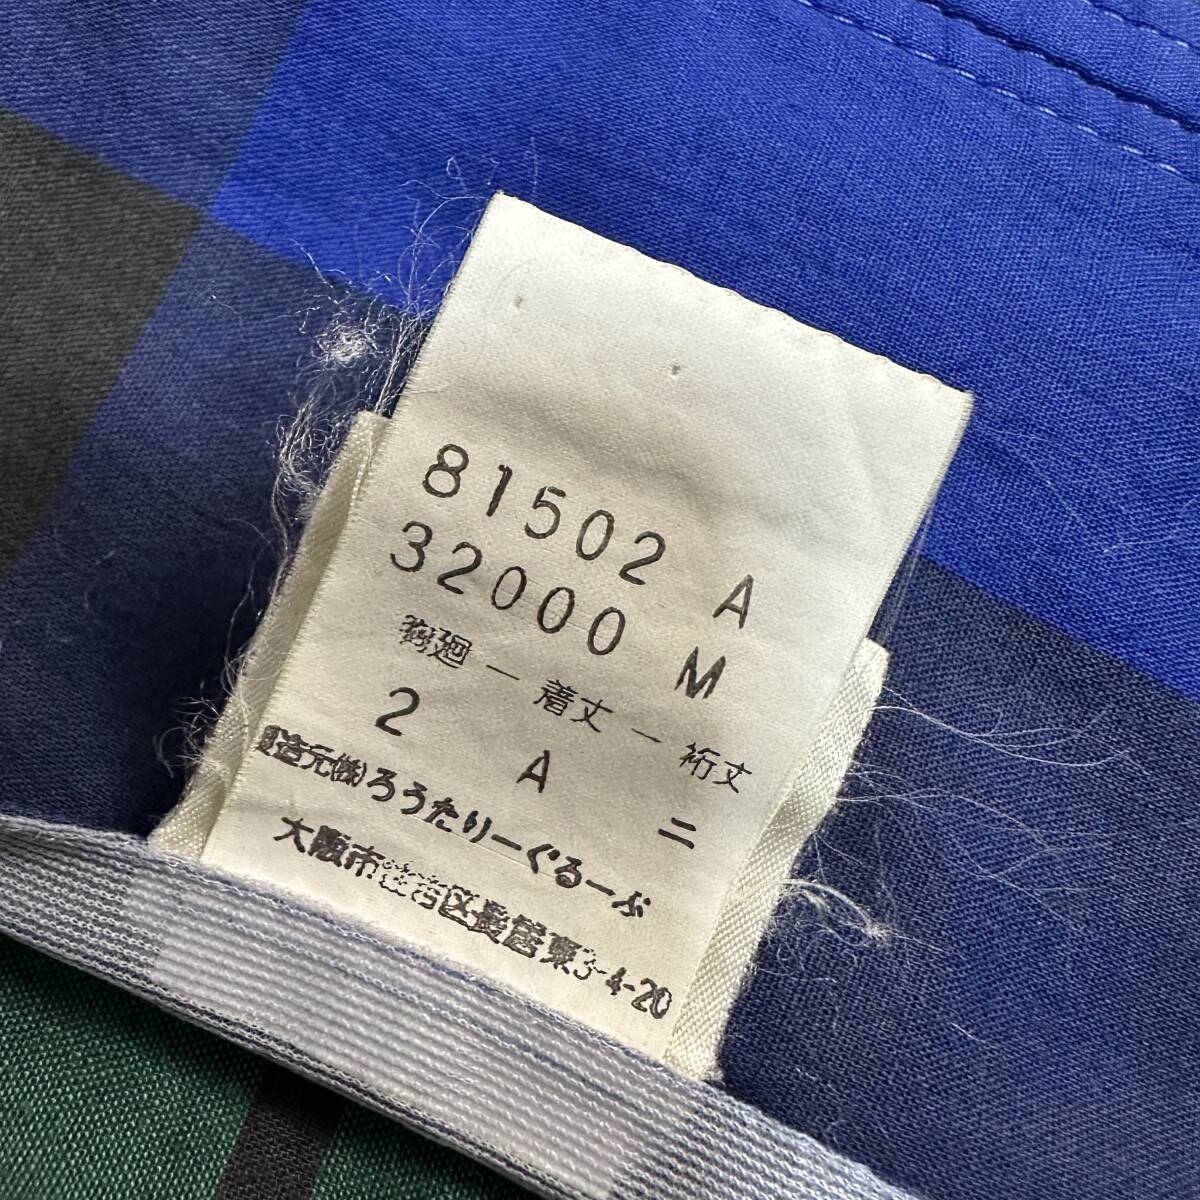 81502 A
32000 M
胸廻 — 着丈 — 裄丈
2 A ニ
製造元(株)ろうたりーぐるーぷ
大阪市住吉区長居東3-4-20